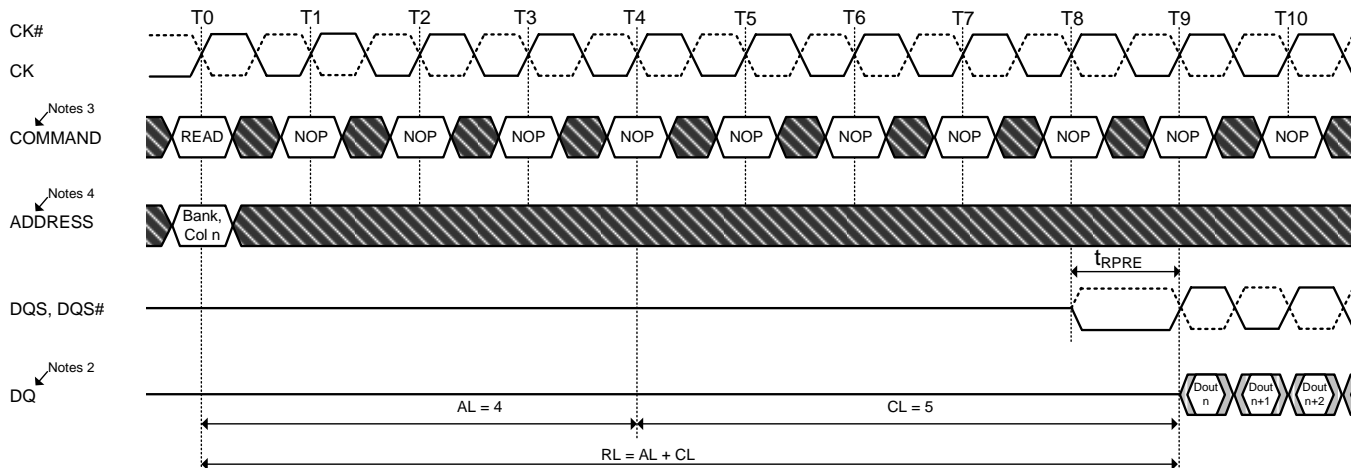 T0 T1 T2 T3 T4 T5 T6 T7 T8 T9 T10
CK#
CK
Notes 3
COMMAND READ NOP NOP NOP NOP NOP NOP NOP NOP NOP NOP
Notes 4
ADDRESS
Bank,
Col n
tRPRE
DQS, DQS#
Notes 2
DQ
Dout n
Dout n+1
Dout n+2
AL = 4 CL = 5
RL = AL + CL